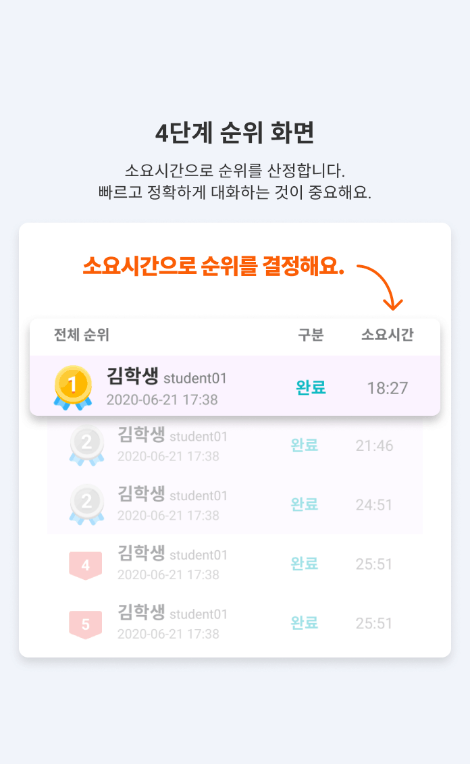 4단계 순위 화면
소요시간으로 순위를 산정합니다.
빠르고 정확하게 대화하는 것이 중요해요.
소요시간으로 순위를 결정해요.
전체 순위 구분 소요시간
1 김학생 student01 완료 18:27
2020-06-21 17:38
2 김학생 student01 완료 21:46
2020-06-21 17:38
2 김학생 student01 완료 24:51
2020-06-21 17:38
4 김학생 student01 완료 25:51
2020-06-21 17:38
5 김학생 student01 완료 25:51
2020-06-21 17:38